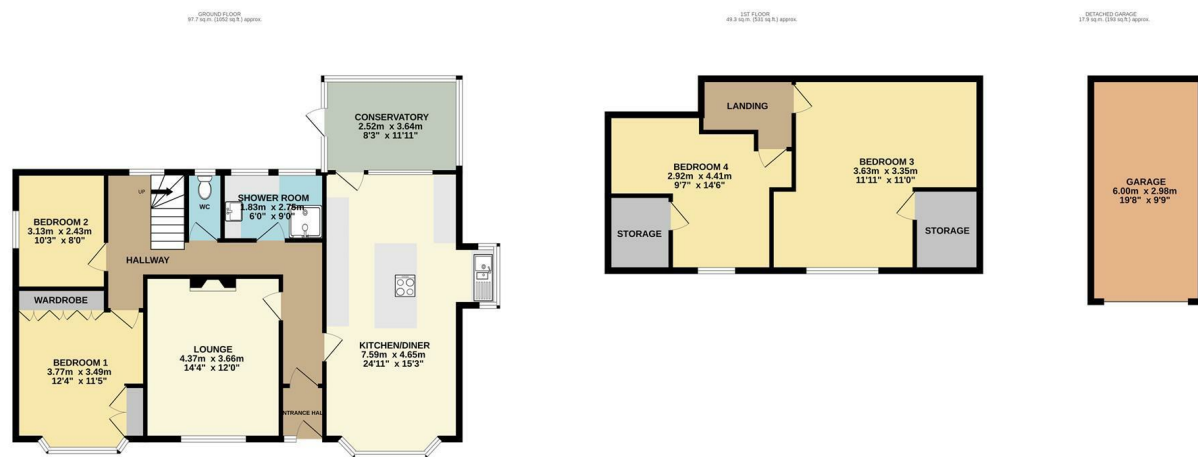 GROUND FLOOR
97.7 sq.m. (1052 sq.ft.) approx.
CONSERVATORY
2.52m x 3.64m
8'3" x 11'11"
BEDROOM 2
3.13m x 2.43m
10'3" x 8'0"
UP
WC
SHOWER ROOM
1.83m x 2.75m
6'0" x 9'0"
HALLWAY
WARDROBE
BEDROOM 1
3.77m x 3.49m
12'4" x 11'5"
LOUNGE
4.37m x 3.66m
14'4" x 12'0"
KITCHEN/DINER
7.59m x 4.65m
24'11" x 15'3"
ENTRANCE HALL
1ST FLOOR
49.3 sq.m. (531 sq.ft.) approx.
LANDING
BEDROOM 4
2.92m x 4.41m
9'7" x 14'6"
BEDROOM 3
3.63m x 3.35m
11'11" x 11'0"
STORAGE
STORAGE
DETACHED GARAGE
17.9 sq.m. (193 sq.ft.) approx.
GARAGE
6.00m x 2.98m
19'8" x 9'9"